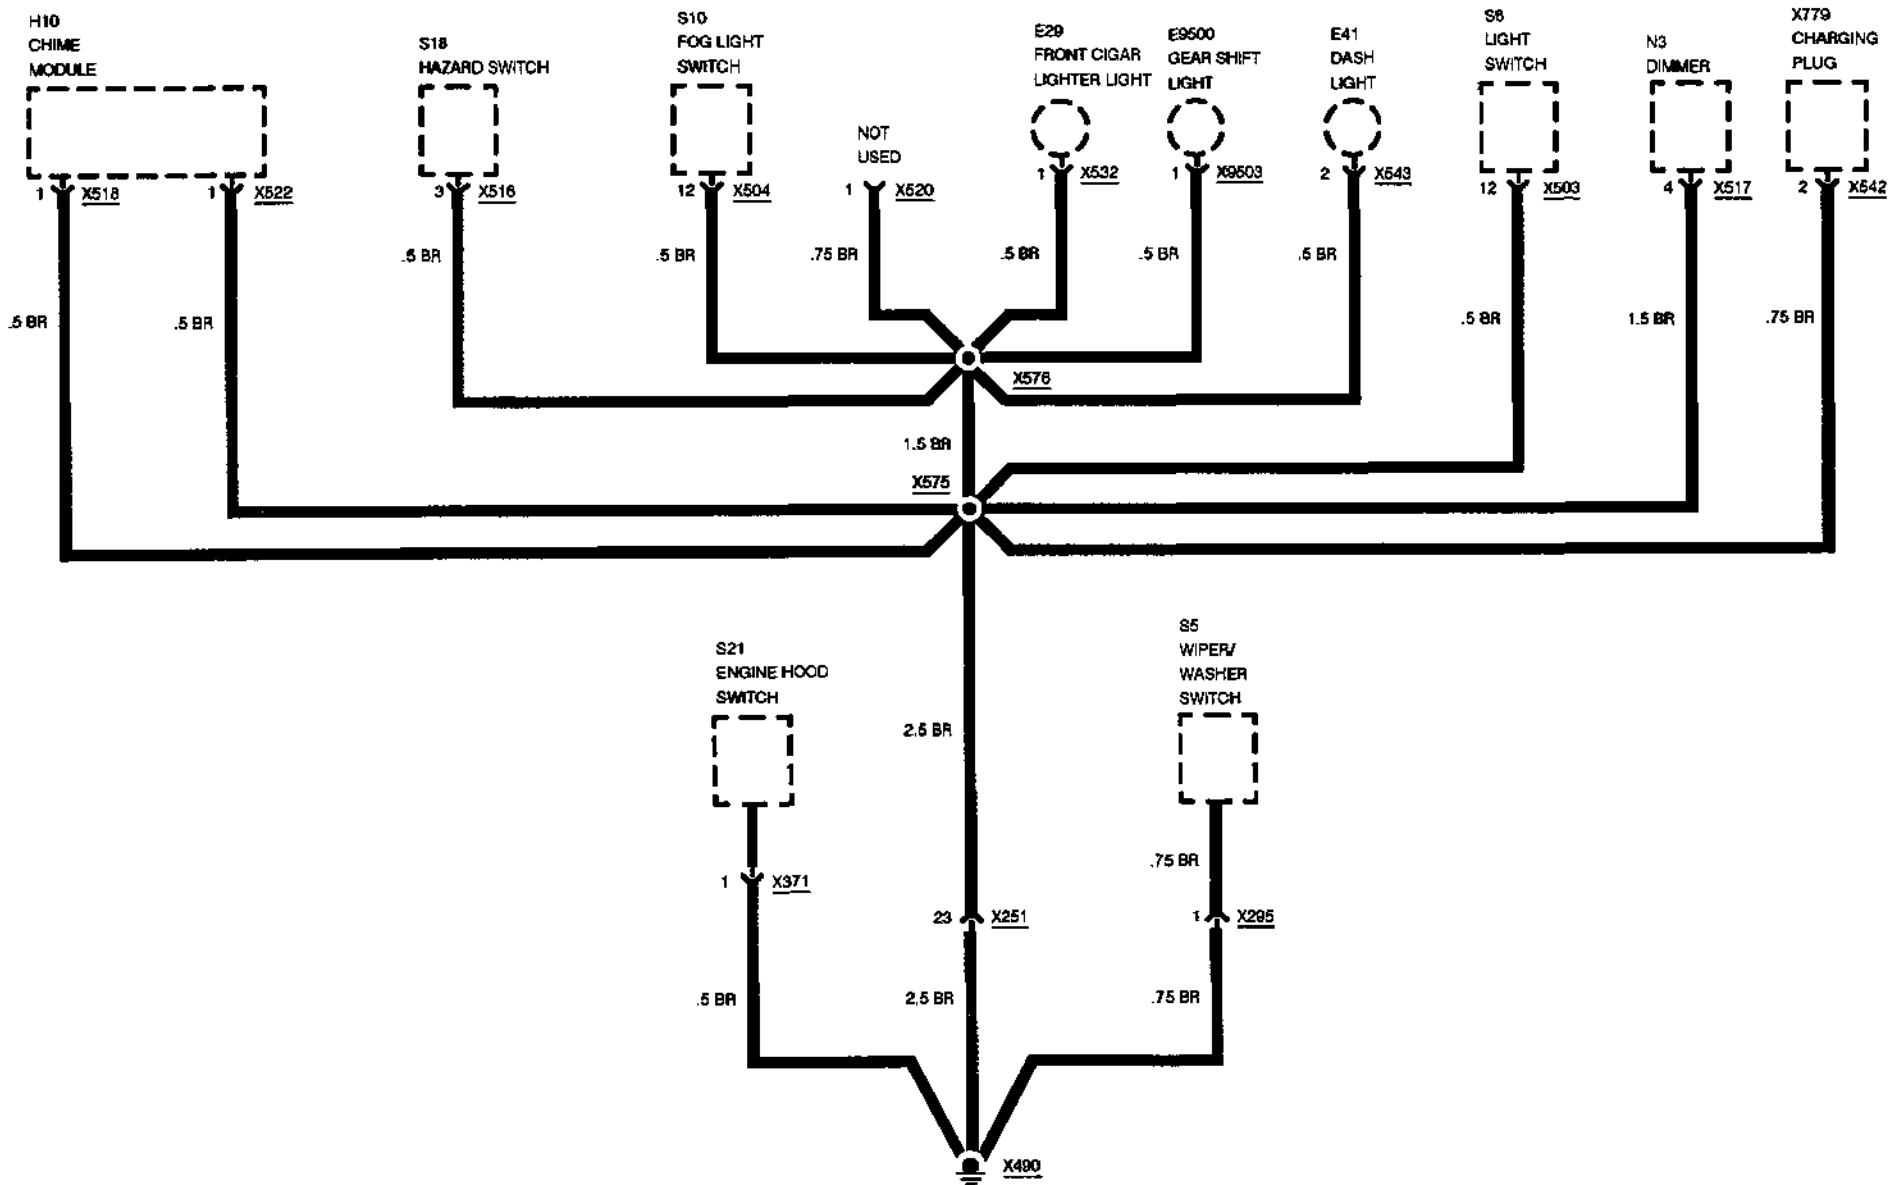 H10
CHIME
MODULE
S18
HAZARD SWITCH
S10
FOG LIGHT
SWITCH
NOT
USED
E29
FRONT CIGAR
LIGHTER LIGHT
E9500
GEAR SHIFT
LIGHT
E41
DASH
LIGHT
S6
LIGHT
SWITCH
N3
DIMMER
X779
CHARGING
PLUG
1 X518
1 X522
3 X516
12 X504
1 X520
1 X532
1 X9503
2 X543
12 X503
4 X517
2 X542
.5 BR
.5 BR
.75 BR
.5 BR
.5 BR
.5 BR
.5 BR
.5 BR
.5 BR
1.5 BR
.75 BR
X576
1.5 BR
X575
S21
ENGINE HOOD
SWITCH
S5
WIPER/
WASHER
SWITCH
2.5 BR
.75 BR
1 X371
23 X251
1 X295
.5 BR
2.5 BR
.75 BR
X490